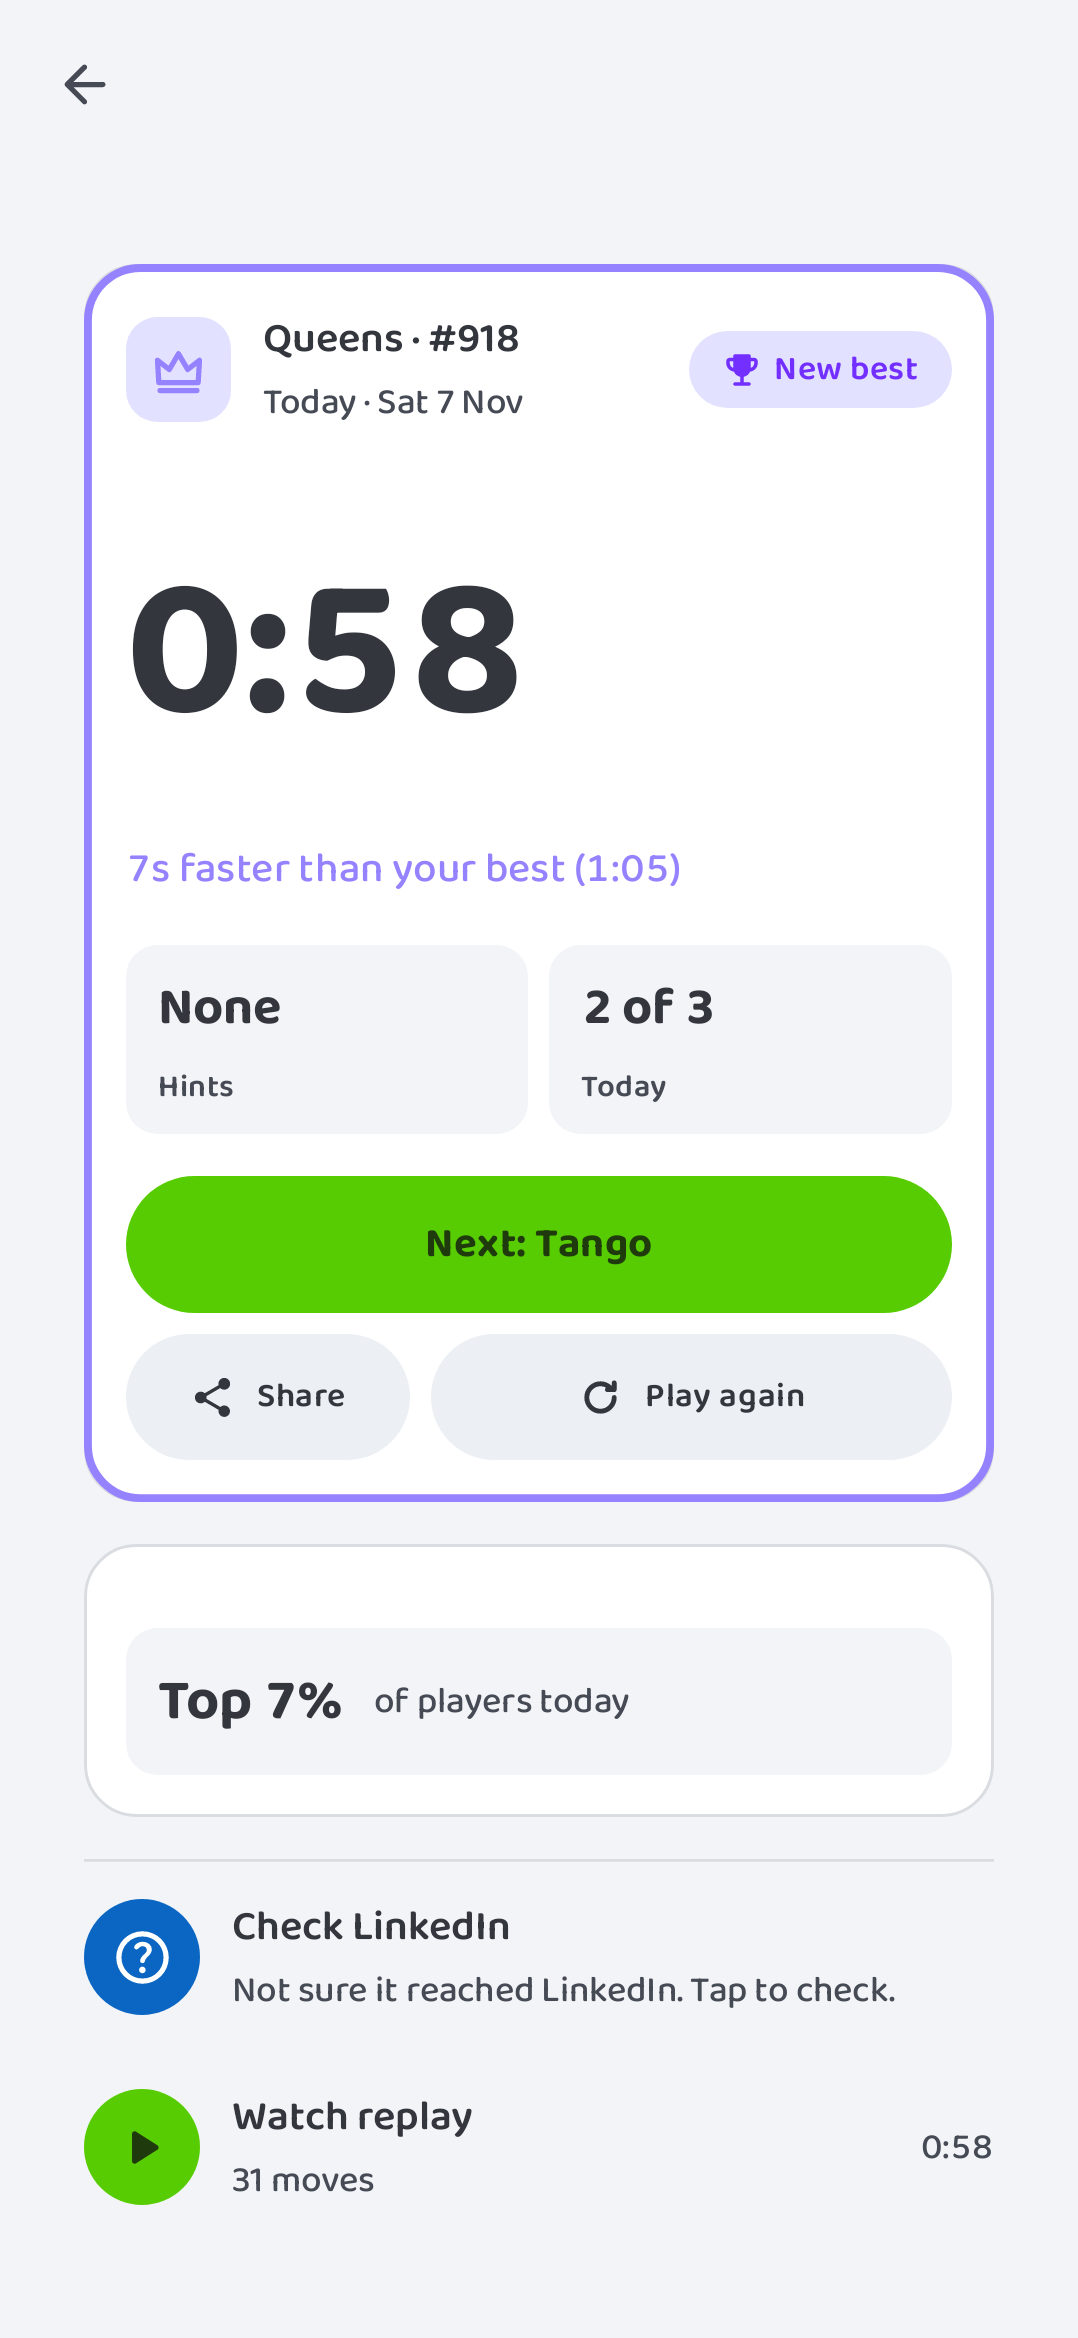 Queens · #918
Today · Sat 7 Nov
New best
0:58
7s faster than your best (1:05)
None
Hints
2 of 3
Today
Next: Tango
Share
Play again
Top 7% of players today
Check LinkedIn
Not sure it reached LinkedIn. Tap to check.
Watch replay
31 moves
0:58